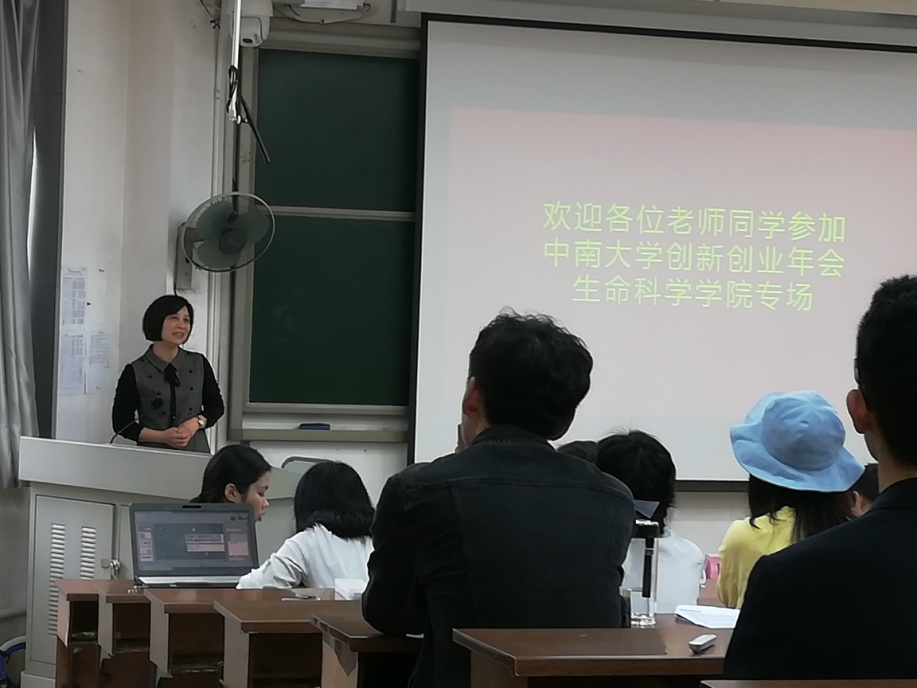 欢迎各位老师同学参加
中南大学创新创业年会
生命科学学院专场